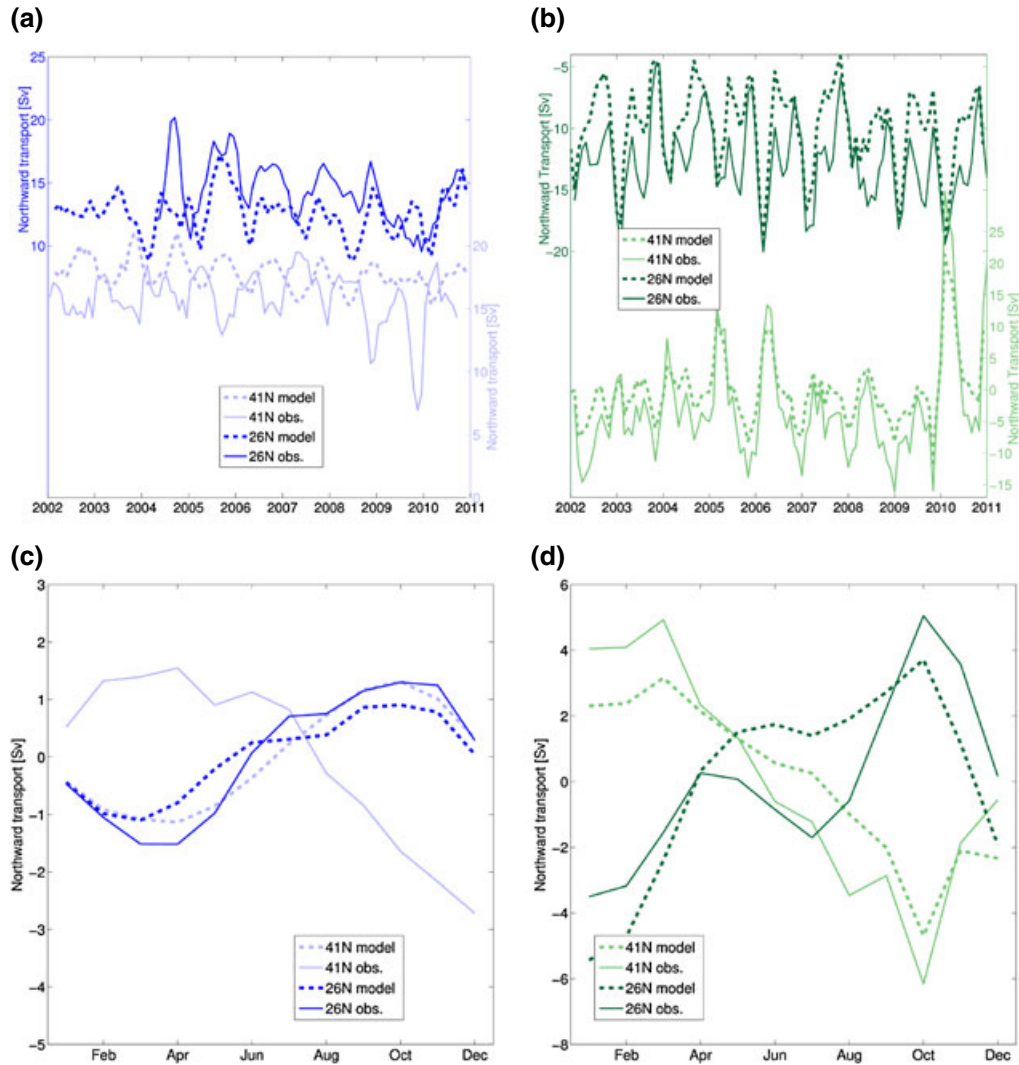 (a)
25
20
15
10
Northward transport [Sv]
20
15
10
5
0
Northward transport [Sv]
41N model
41N obs.
26N model
26N obs.
2002 2003 2004 2005 2006 2007 2008 2009 2010 2011
(b)
−5
−10
−15
−20
Northward transport [Sv]
25
20
15
10
5
0
−5
−10
−15
Northward Transport [Sv]
41N model
41N obs.
26N model
26N obs.
2002 2003 2004 2005 2006 2007 2008 2009 2010 2011
(c)
3
2
1
0
−1
−2
−3
−4
−5
Northward transport [Sv]
41N model
41N obs.
26N model
26N obs.
Feb Apr Jun Aug Oct Dec
(d)
6
4
2
0
−2
−4
−6
−8
Northward transport [Sv]
41N model
41N obs.
26N model
26N obs.
Feb Apr Jun Aug Oct Dec